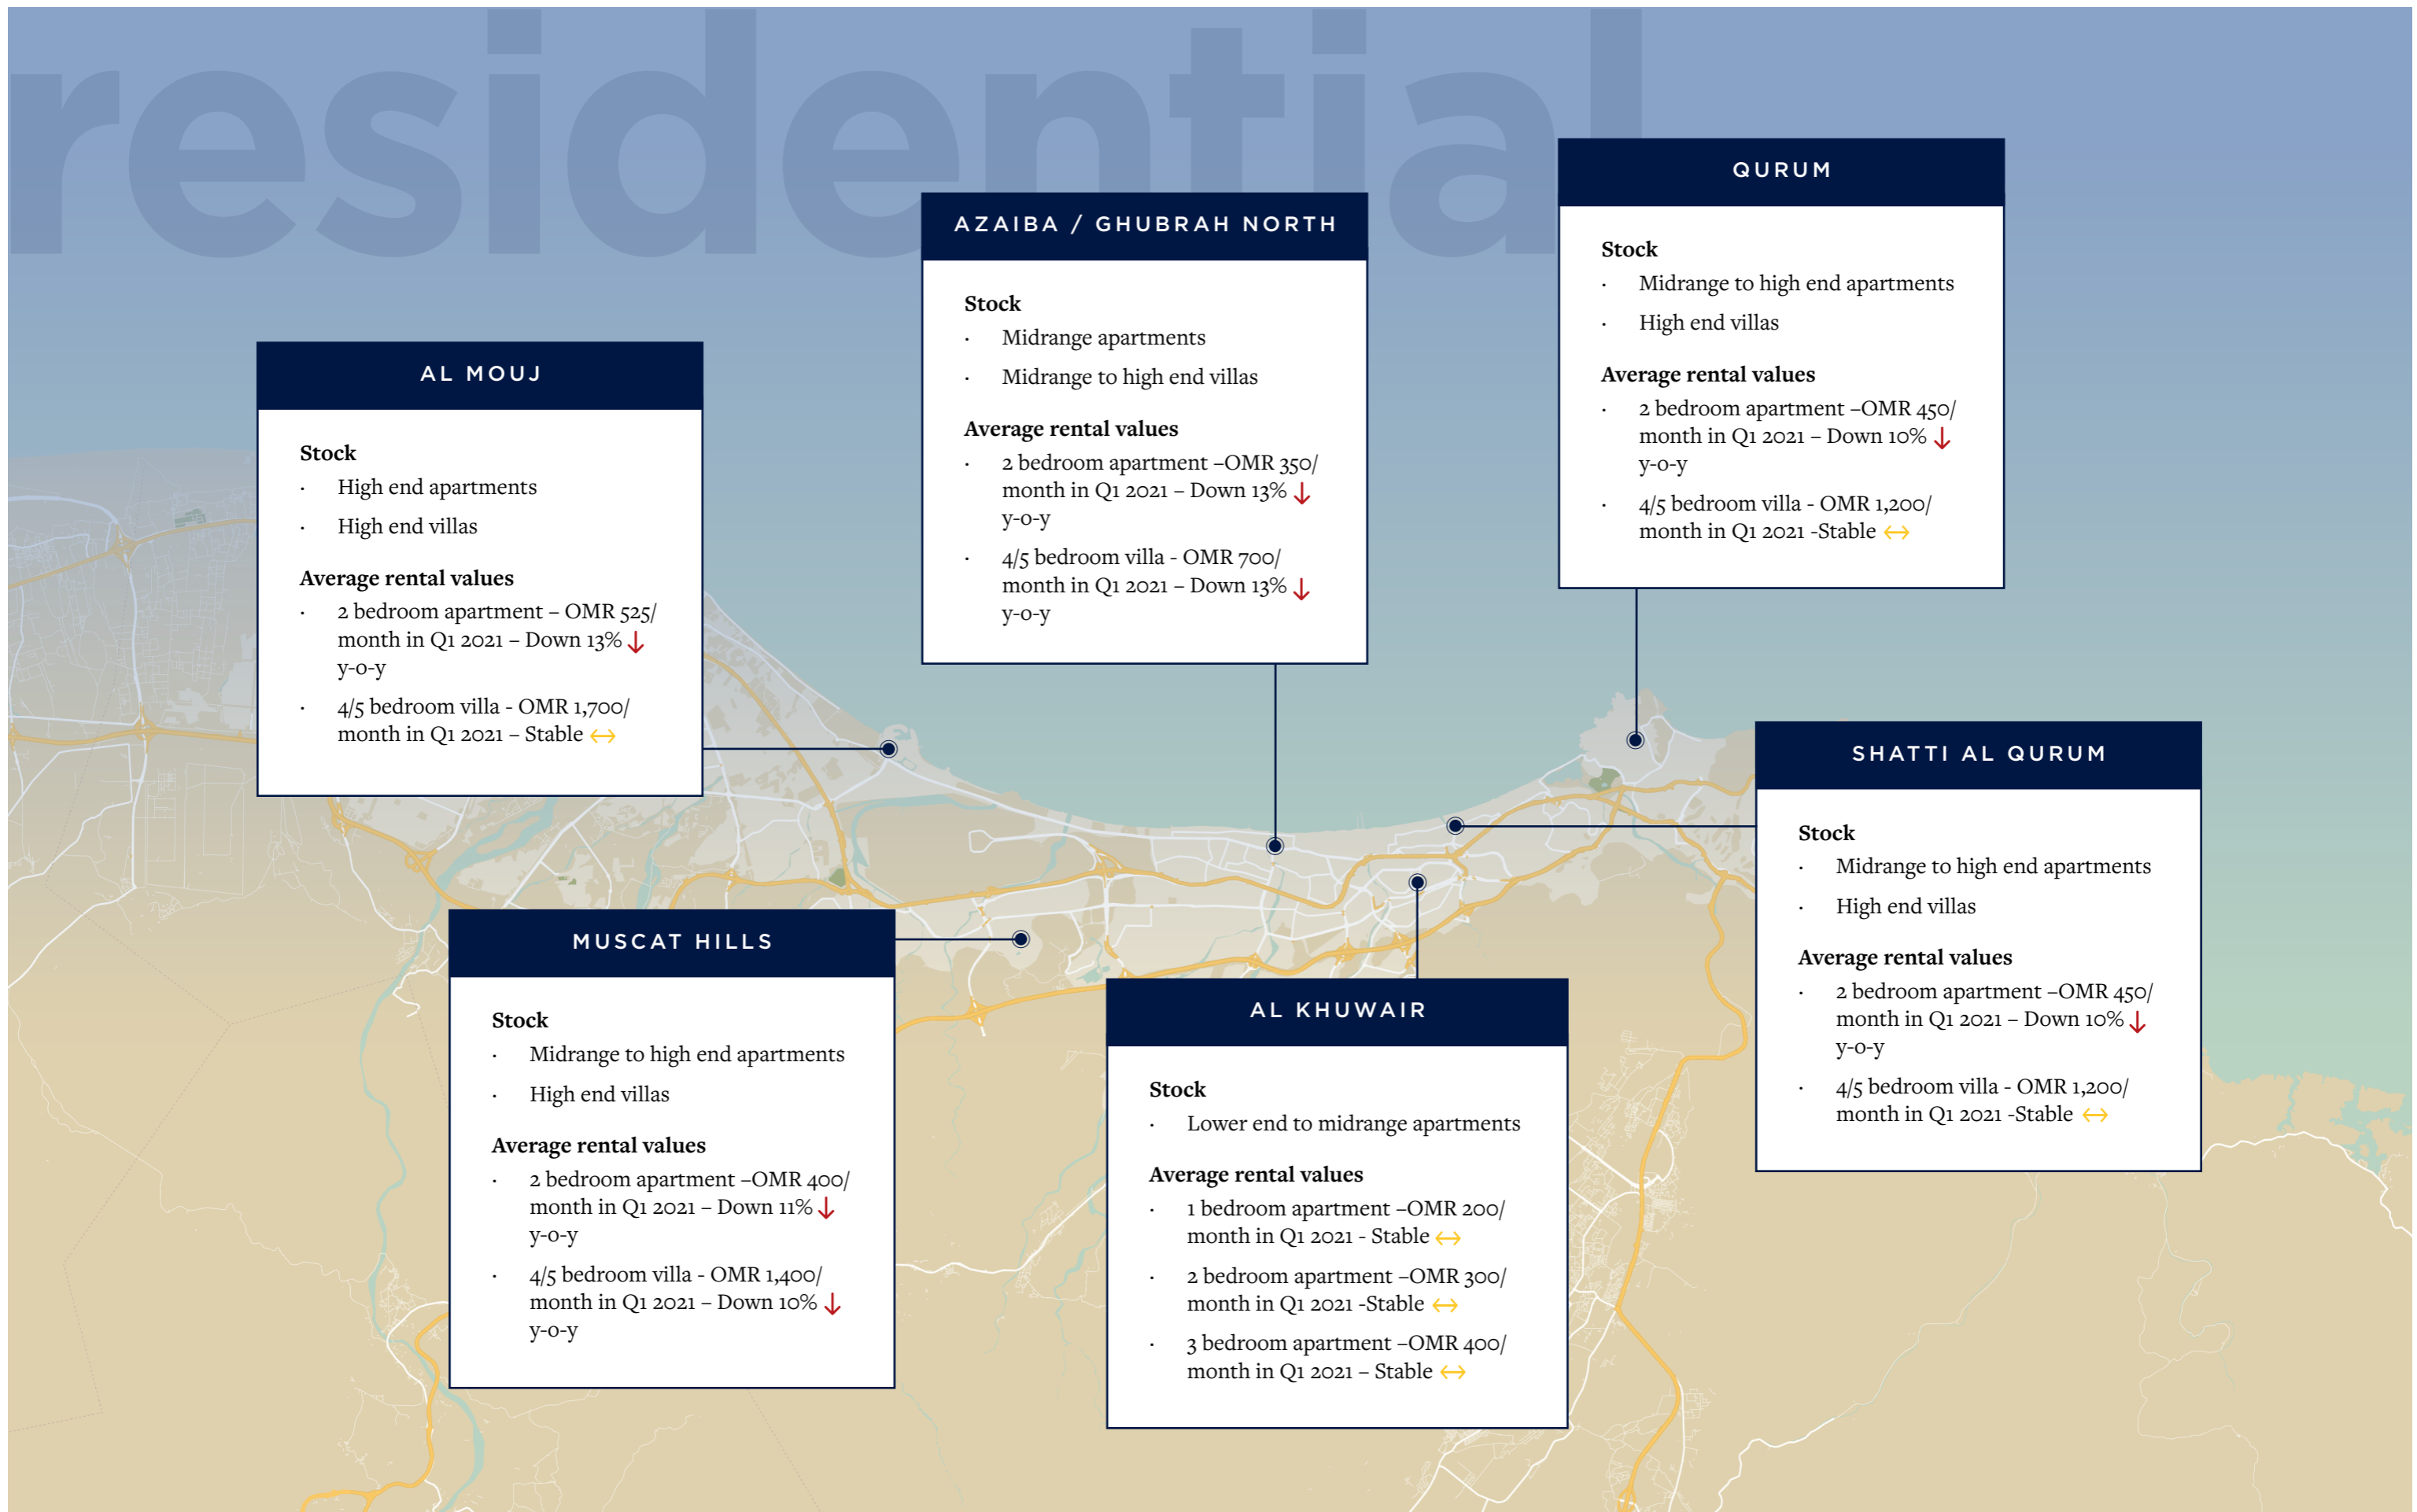 residential
AL MOUJ
Stock
· High end apartments
· High end villas
Average rental values
· 2 bedroom apartment – OMR 525/
month in Q1 2021 – Down 13% ↓
y-o-y
· 4/5 bedroom villa - OMR 1,700/
month in Q1 2021 – Stable ↔
AZAIBA / GHUBRAH NORTH
Stock
· Midrange apartments
· Midrange to high end villas
Average rental values
· 2 bedroom apartment –OMR 350/
month in Q1 2021 – Down 13% ↓
y-o-y
· 4/5 bedroom villa - OMR 700/
month in Q1 2021 – Down 13% ↓
y-o-y
QURUM
Stock
· Midrange to high end apartments
· High end villas
Average rental values
· 2 bedroom apartment –OMR 450/
month in Q1 2021 – Down 10% ↓
y-o-y
· 4/5 bedroom villa - OMR 1,200/
month in Q1 2021 -Stable ↔
SHATTI AL QURUM
Stock
· Midrange to high end apartments
· High end villas
Average rental values
· 2 bedroom apartment –OMR 450/
month in Q1 2021 – Down 10% ↓
y-o-y
· 4/5 bedroom villa - OMR 1,200/
month in Q1 2021 -Stable ↔
MUSCAT HILLS
Stock
· Midrange to high end apartments
· High end villas
Average rental values
· 2 bedroom apartment –OMR 400/
month in Q1 2021 – Down 11% ↓
y-o-y
· 4/5 bedroom villa - OMR 1,400/
month in Q1 2021 – Down 10% ↓
y-o-y
AL KHUWAIR
Stock
· Lower end to midrange apartments
Average rental values
· 1 bedroom apartment –OMR 200/
month in Q1 2021 - Stable ↔
· 2 bedroom apartment –OMR 300/
month in Q1 2021 -Stable ↔
· 3 bedroom apartment –OMR 400/
month in Q1 2021 – Stable ↔